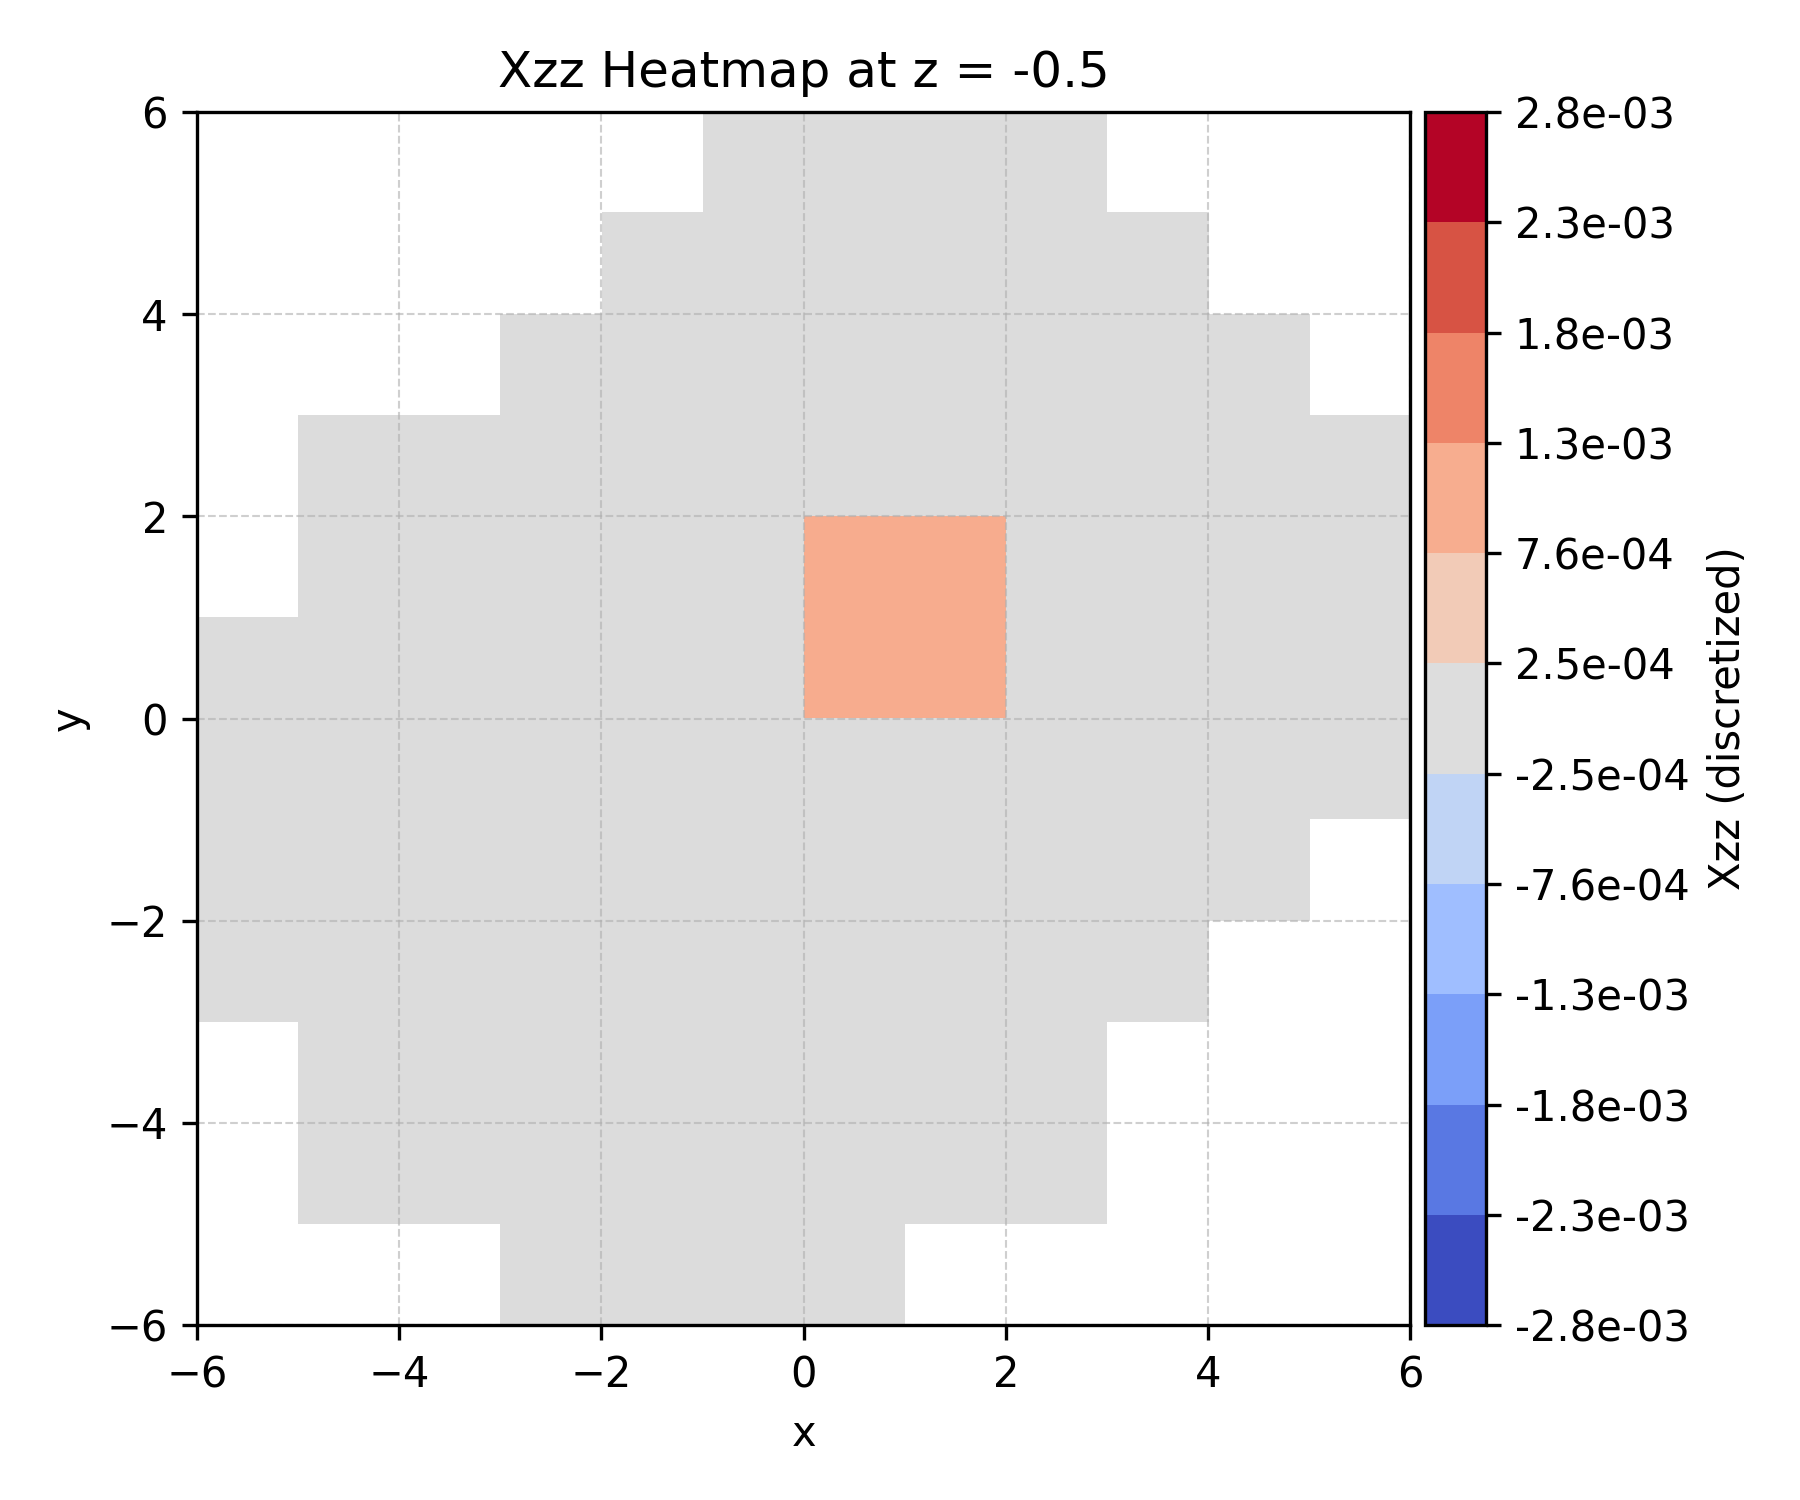 Xzz Heatmap at z = -0.5
6
4
2
0
−2
−4
−6
y
−6
−4
−2
0
2
4
6
x
2.8e-03
2.3e-03
1.8e-03
1.3e-03
7.6e-04
2.5e-04
-2.5e-04
-7.6e-04
-1.3e-03
-1.8e-03
-2.3e-03
-2.8e-03
Xzz (discretized)